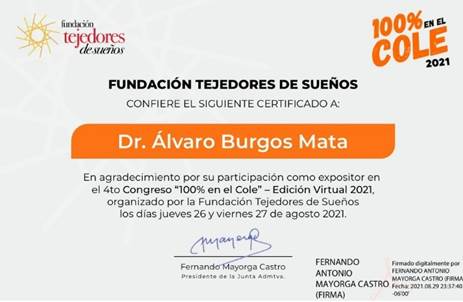 fundación
tejedores
de sueños
100% EN EL
COLE
2021
FUNDACIÓN TEJEDORES DE SUEÑOS
CONFIERE EL SIGUIENTE CERTIFICADO A:
Dr. Álvaro Burgos Mata
En agradecimiento por su participación como expositor en
el 4to Congreso “100% en el Cole” – Edición Virtual 2021,
organizado por la Fundación Tejedores de Sueños
los días jueves 26 y viernes 27 de agosto 2021.
Fernando Mayorga Castro
Presidente de la Junta Admtva.
FERNANDO
ANTONIO
MAYORGA CASTRO
(FIRMA)
Firmado digitalmente por
FERNANDO ANTONIO
MAYORGA CASTRO (FIRMA)
Fecha: 2021.08.29 23:37:40
-06'00'